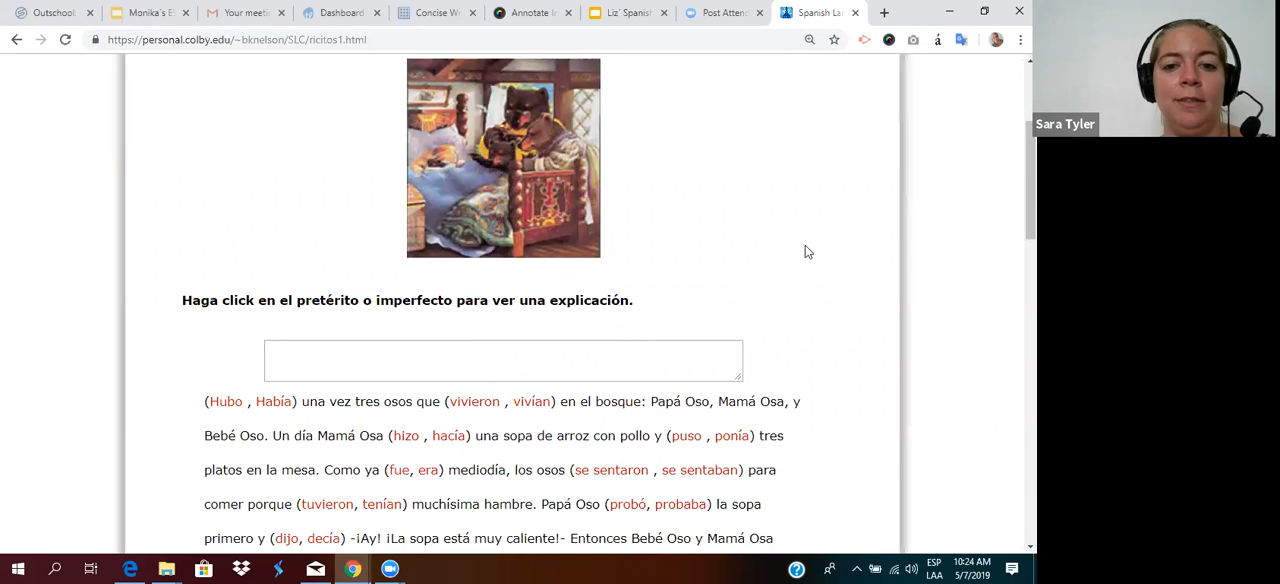 Outschoo
Monika´s ES
Your meeti
Dashboard
Concise Wr
Annotate I
Liz' Spanish
Post Attend
Spanish Lar
https://personal.colby.edu/~bknelson/SLC/ricitos1.html
á
Sara Tyler
Haga click en el pretérito o imperfecto para ver una explicación.
(Hubo , Había) una vez tres osos que (vivieron , vivían) en el bosque: Papá Oso, Mamá Osa, y
Bebé Oso. Un día Mamá Osa (hizo , hacía) una sopa de arroz con pollo y (puso , ponía) tres
platos en la mesa. Como ya (fue, era) mediodía, los osos (se sentaron , se sentaban) para
comer porque (tuvieron, tenían) muchísima hambre. Papá Oso (probó, probaba) la sopa
primero y (dijo, decía) -¡Ay! ¡La sopa está muy caliente!- Entonces Bebé Oso y Mamá Osa
ESP
LAA
10:24 AM
5/7/2019